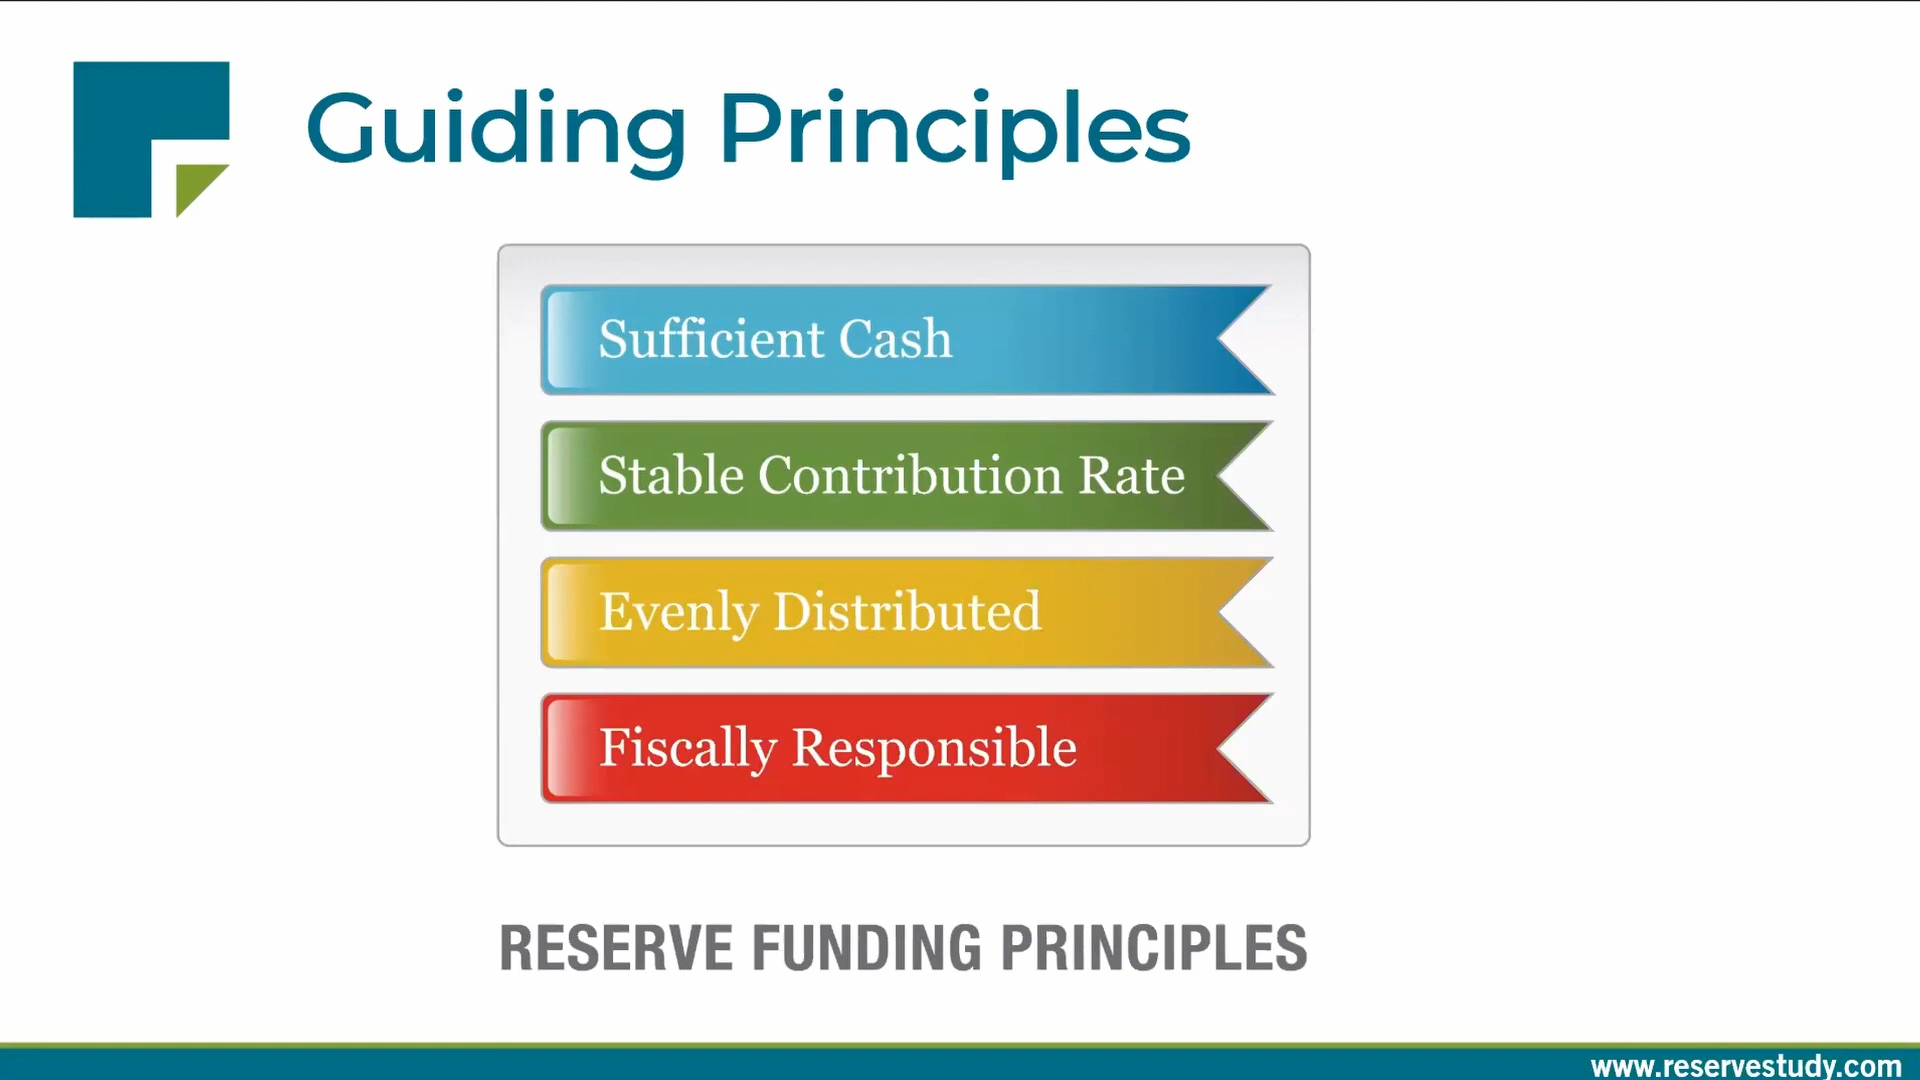 Guiding Principles
Sufficient Cash
Stable Contribution Rate
Evenly Distributed
Fiscally Responsible
RESERVE FUNDING PRINCIPLES
www.reservestudy.com